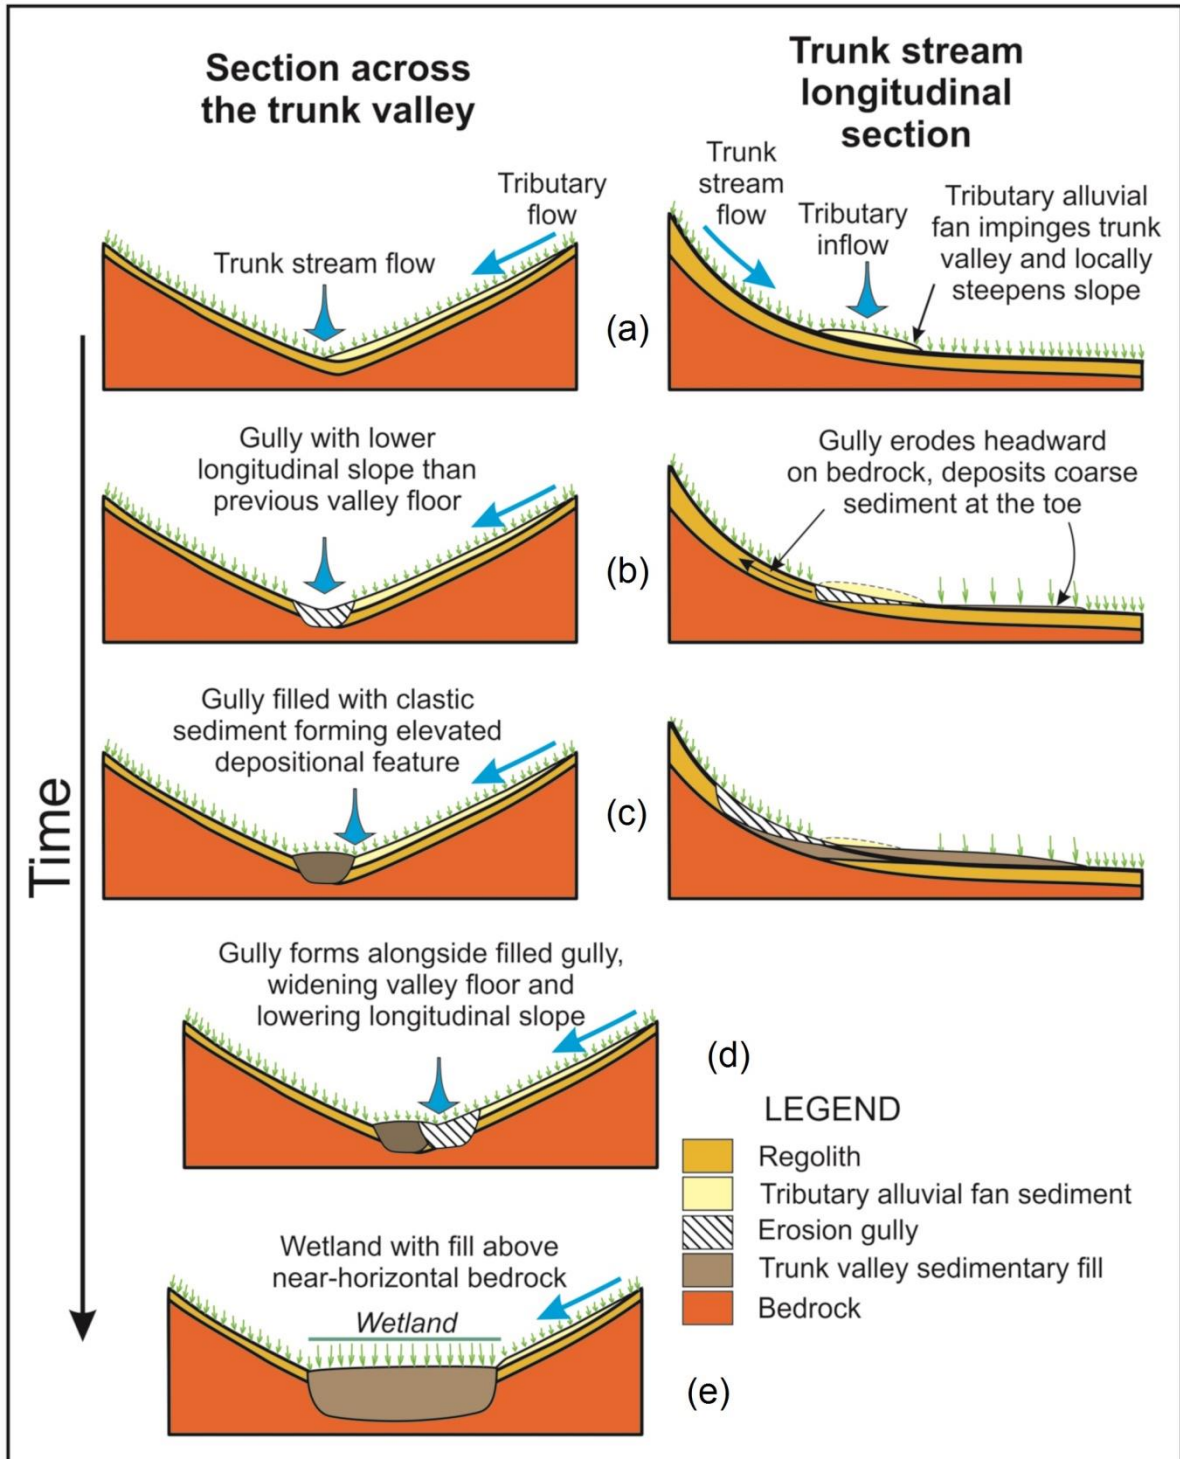 Section across
the trunk valley
Trunk stream
longitudinal
section
Tributary
flow
Trunk stream flow
Trunk
stream
flow
Tributary
inflow
Tributary alluvial
fan impinges trunk
valley and locally
steepens slope
(a)
Gully with lower
longitudinal slope than
previous valley floor
Gully erodes headward
on bedrock, deposits coarse
sediment at the toe
(b)
Gully filled with clastic
sediment forming elevated
depositional feature
(c)
Time
Gully forms alongside filled gully,
widening valley floor and
lowering longitudinal slope
(d)
Wetland with fill above
near-horizontal bedrock
Wetland
(e)
LEGEND
Regolith
Tributary alluvial fan sediment
Erosion gully
Trunk valley sedimentary fill
Bedrock